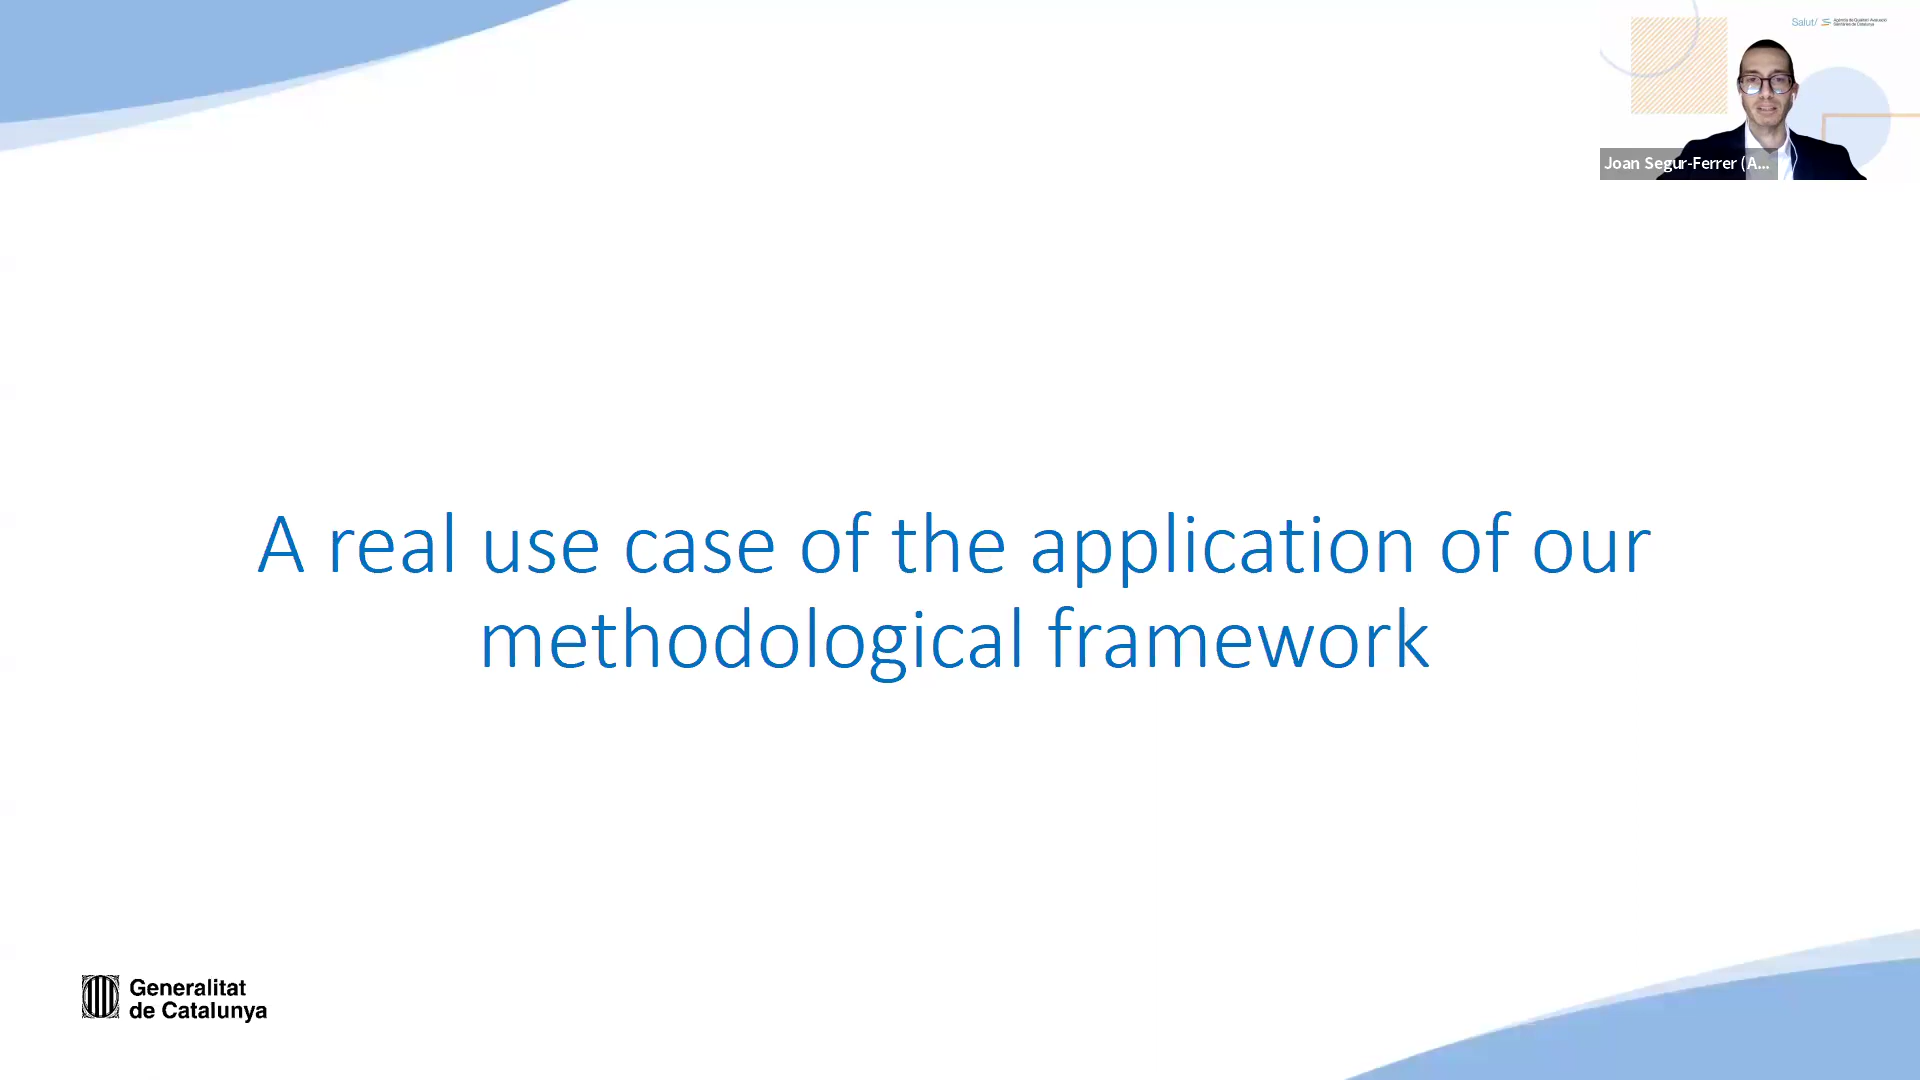 Salut/
Joan Segur-Ferrer (A...
A real use case of the application of our
methodological framework
Generalitat
de Catalunya